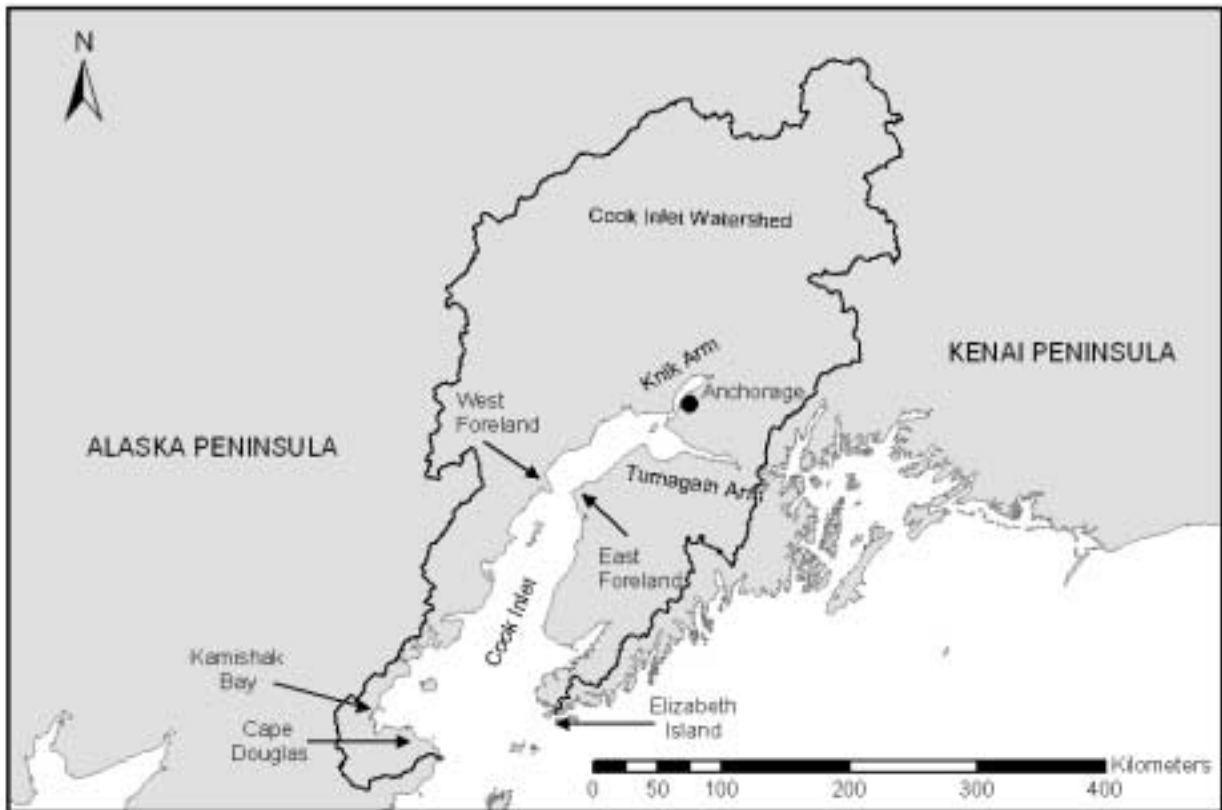 N
Cook Inlet Watershed
Knik Arm
KENAI PENINSULA
Anchorage
West
Foreland
ALASKA PENINSULA
Turnagain Arm
East
Foreland
Cook Inlet
Kamishak
Bay
Elizabeth
Island
Cape
Douglas
Kilometers
0 50 100 200 300 400